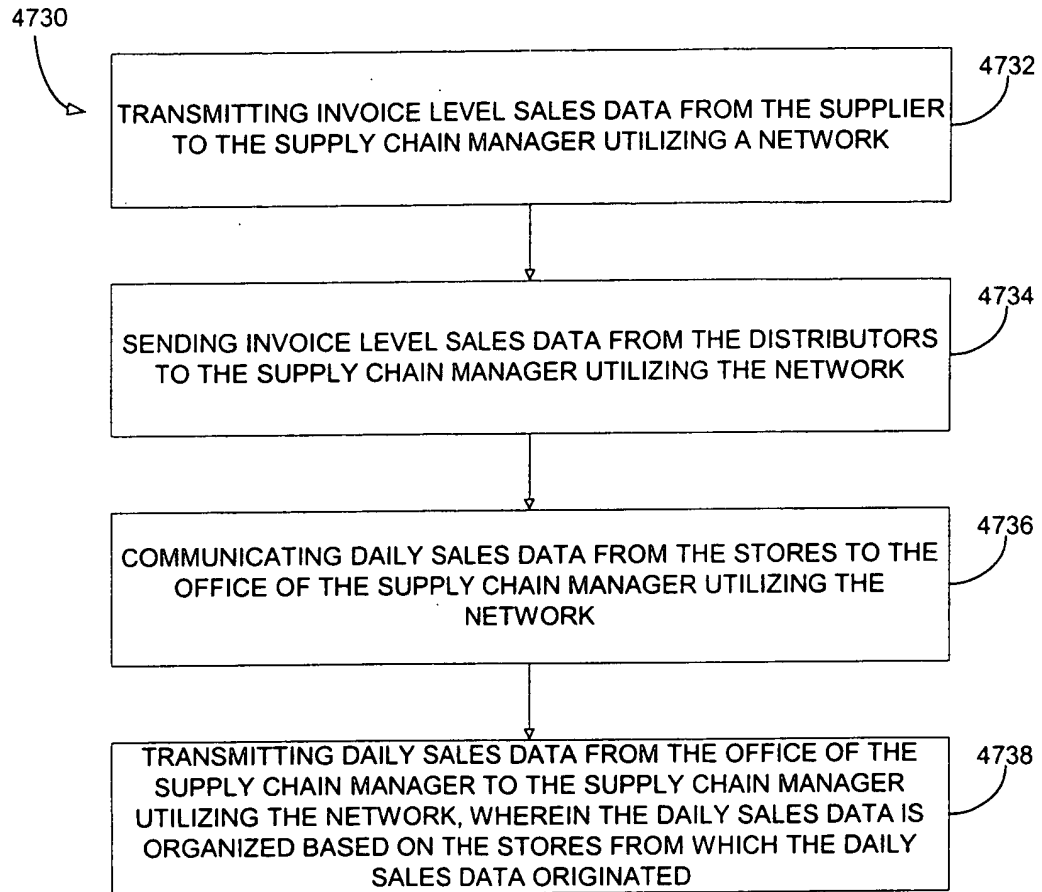 4730
4732
TRANSMITTING INVOICE LEVEL SALES DATA FROM THE SUPPLIER
TO THE SUPPLY CHAIN MANAGER UTILIZING A NETWORK
4734
SENDING INVOICE LEVEL SALES DATA FROM THE DISTRIBUTORS
TO THE SUPPLY CHAIN MANAGER UTILIZING THE NETWORK
4736
COMMUNICATING DAILY SALES DATA FROM THE STORES TO THE
OFFICE OF THE SUPPLY CHAIN MANAGER UTILIZING THE
NETWORK
4738
TRANSMITTING DAILY SALES DATA FROM THE OFFICE OF THE
SUPPLY CHAIN MANAGER TO THE SUPPLY CHAIN MANAGER
UTILIZING THE NETWORK, WHEREIN THE DAILY SALES DATA IS
ORGANIZED BASED ON THE STORES FROM WHICH THE DAILY
SALES DATA ORIGINATED